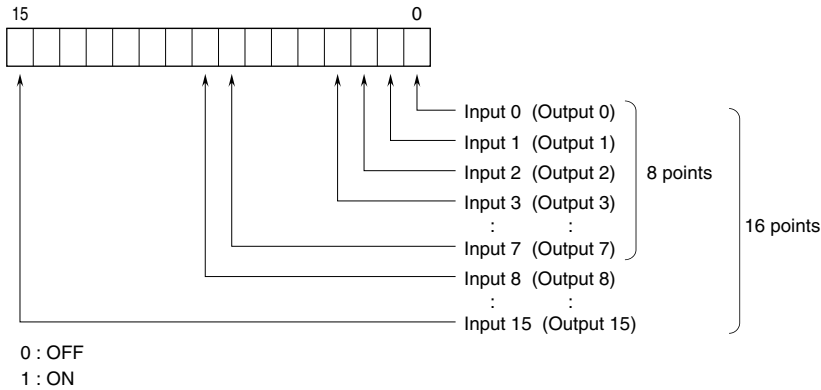 15 0
Input 0 (Output 0)
Input 1 (Output 1)
Input 2 (Output 2)
8 points
Input 3 (Output 3)
: :
16 points
Input 7 (Output 7)
Input 8 (Output 8)
: :
Input 15 (Output 15)
0 : OFF
1 : ON